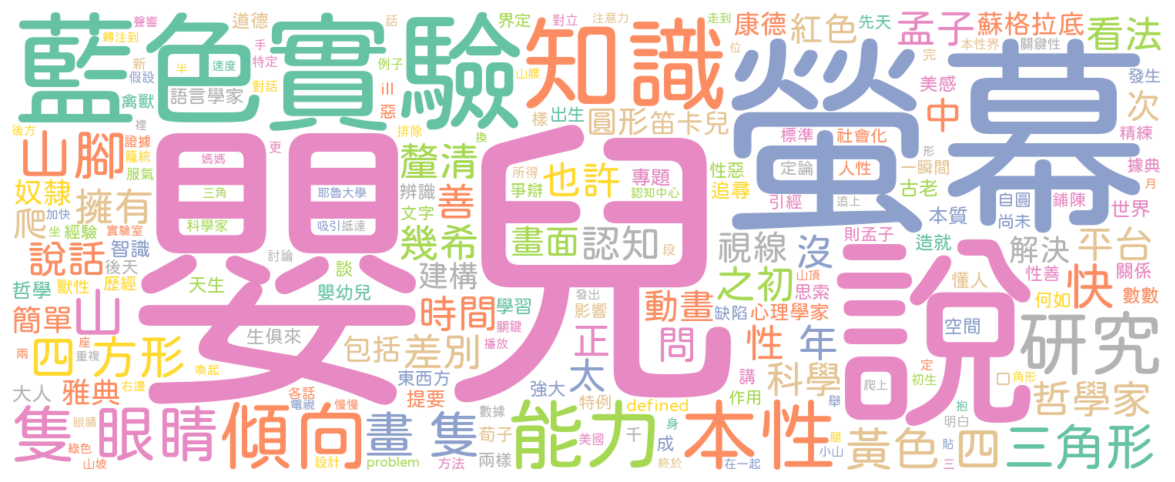 聲響
道德
話
界定
對立
注意力
走到
康德
紅色
孟子
蘇格拉底
看法
藍色
實驗
知識
螢幕
轉注到
手
特定
例子
位
先天
完
本性界
關鍵性
新
假設
半
速度
對話
山腰
美感
發生
禽獸
語言學家
ill
惡
樣
出生
圓形
笛卡兒
中
次
後方
裡
排除
換
標準
社會化
形
精練
山腳
證據
籠統
服氣
媽媽
更
釐清
所得
爭辯
也許
專題
認知中心
性惡
追尋
定論
人性
一瞬間
古老
據典
月
奴隸
擁有
三角
耶魯大學
辨識
善
引經
追上
自圓
尚未
鋪陳
世界
爬
加快
坐
經驗
實驗室
科學家
吸引
抵達
文字
幾希
畫面
認知
段
視線
沒
本質
則孟子
造就
解決
平台
說話
智識
後天
討論
談
建構
之初
山頂
思索
懂人
性善
關係
哲學
獸性
歷經
天生
嬰幼兒
學習
發出
影響
動畫
缺陷
心理學家
快
何如
數數
簡單
山
座
重複
時間
關鍵
播放
正
問
性
年
空間
研究
兩
四方形
生俱來
包括
差別
嬰兒
說
定
初生
口
角形
大人
雅典
右邊
喚起
東西方
提要
強大
太
特例
講
作用
科學
爬上
舉
抱
明白
哲學家
隻
眼睛
眼睛
綠色
山坡
傾向
各話
電視
慢慢
設計
畫
problem
隻
數據
荀子
兩樣
方法
能力
美國
defined
千
終於
身
成
本性
在一起
腿
小山
黃色
四
貼
三
三角形